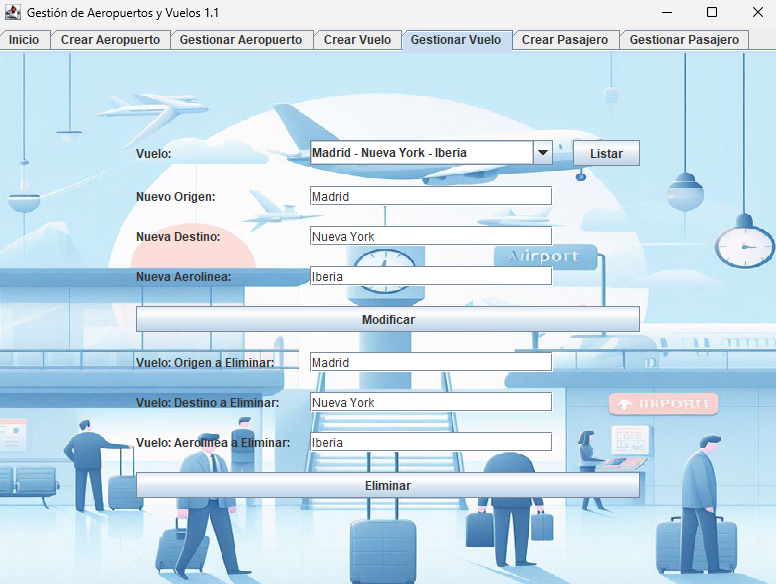 Gestión de Aeropuertos y Vuelos 1.1
Inicio Crear Aeropuerto Gestionar Aeropuerto Crear Vuelo Gestionar Vuelo Crear Pasajero Gestionar Pasajero
Vuelo: Madrid - Nueva York - Iberia Listar
Nuevo Origen: Madrid
Nueva Destino: Nueva York
Airport
Nueva Aerolinea: Iberia
Modificar
Vuelo: Origen a Eliminar: Madrid
Vuelo: Destino a Eliminar: Nueva York
Vuelo: Aerolinea a Eliminar: Iberia
Eliminar